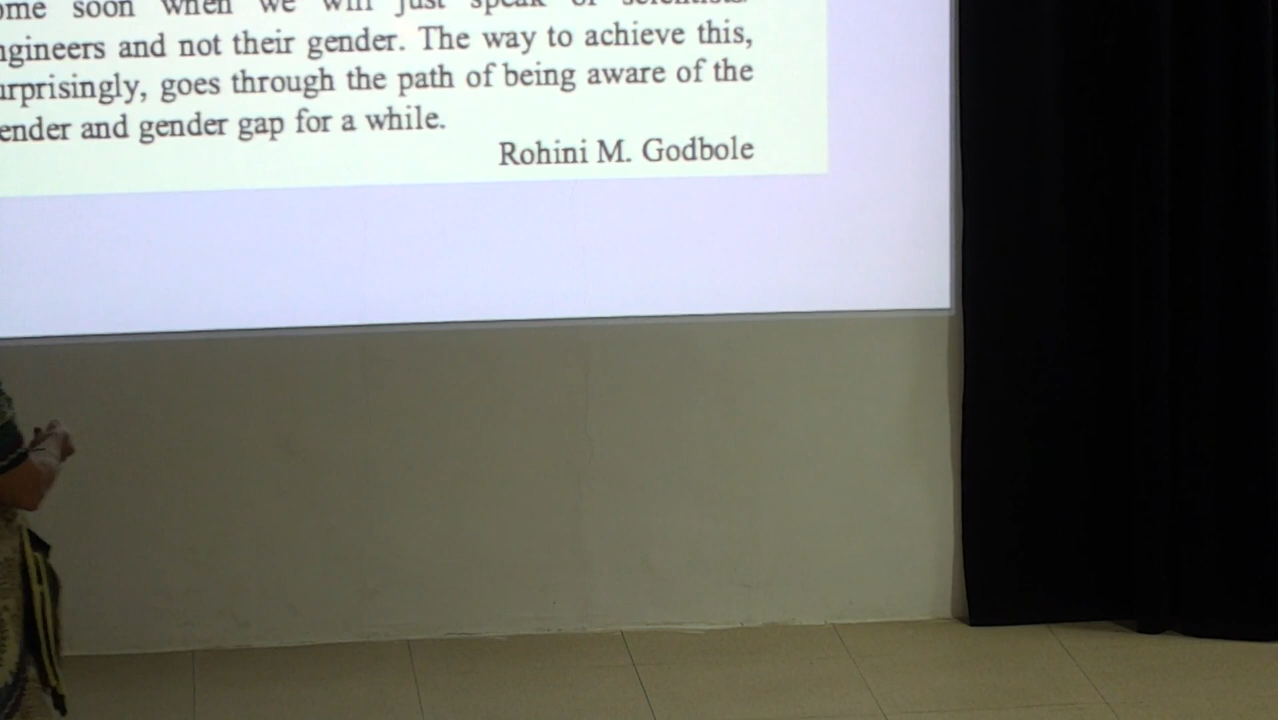 ome soon when we will just speak of scientists
ngineers and not their gender. The way to achieve this,
urprisingly, goes through the path of being aware of the
ender and gender gap for a while.
Rohini M. Godbole